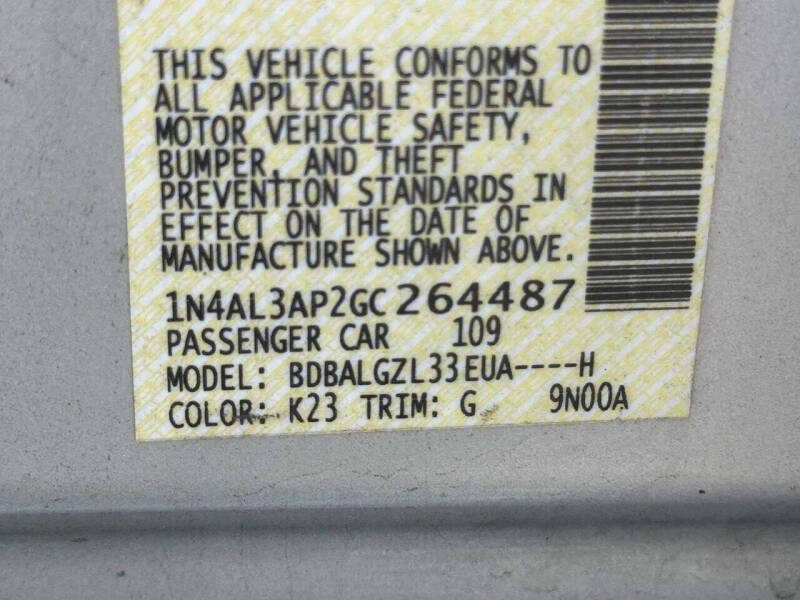 THIS VEHICLE CONFORMS TO
ALL APPLICABLE FEDERAL
MOTOR VEHICLE SAFETY,
BUMPER, AND THEFT
PREVENTION STANDARDS IN
EFFECT ON THE DATE OF
MANUFACTURE SHOWN ABOVE.
1N4AL3AP2GC264487
PASSENGER CAR 109
MODEL: BDBALGZL33EUA----H
COLOR: K23 TRIM: G 9N00A